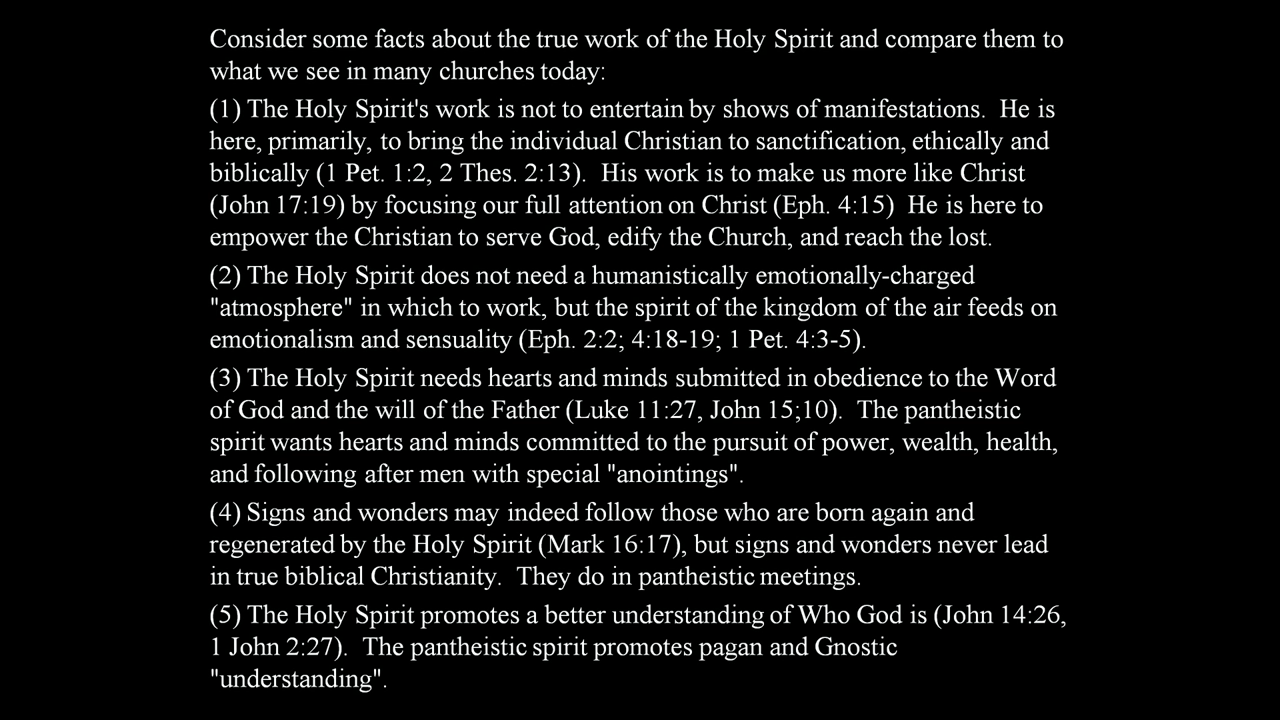 Consider some facts about the true work of the Holy Spirit and compare them to
what we see in many churches today:
(1) The Holy Spirit's work is not to entertain by shows of manifestations.  He is
here, primarily, to bring the individual Christian to sanctification, ethically and
biblically (1 Pet. 1:2, 2 Thes. 2:13).  His work is to make us more like Christ
(John 17:19) by focusing our full attention on Christ (Eph. 4:15)  He is here to
empower the Christian to serve God, edify the Church, and reach the lost.
(2) The Holy Spirit does not need a humanistically emotionally-charged
"atmosphere" in which to work, but the spirit of the kingdom of the air feeds on
emotionalism and sensuality (Eph. 2:2; 4:18-19; 1 Pet. 4:3-5).
(3) The Holy Spirit needs hearts and minds submitted in obedience to the Word
of God and the will of the Father (Luke 11:27, John 15;10).  The pantheistic
spirit wants hearts and minds committed to the pursuit of power, wealth, health,
and following after men with special "anointings".
(4) Signs and wonders may indeed follow those who are born again and
regenerated by the Holy Spirit (Mark 16:17), but signs and wonders never lead
in true biblical Christianity.  They do in pantheistic meetings.
(5) The Holy Spirit promotes a better understanding of Who God is (John 14:26,
1 John 2:27).  The pantheistic spirit promotes pagan and Gnostic
"understanding".